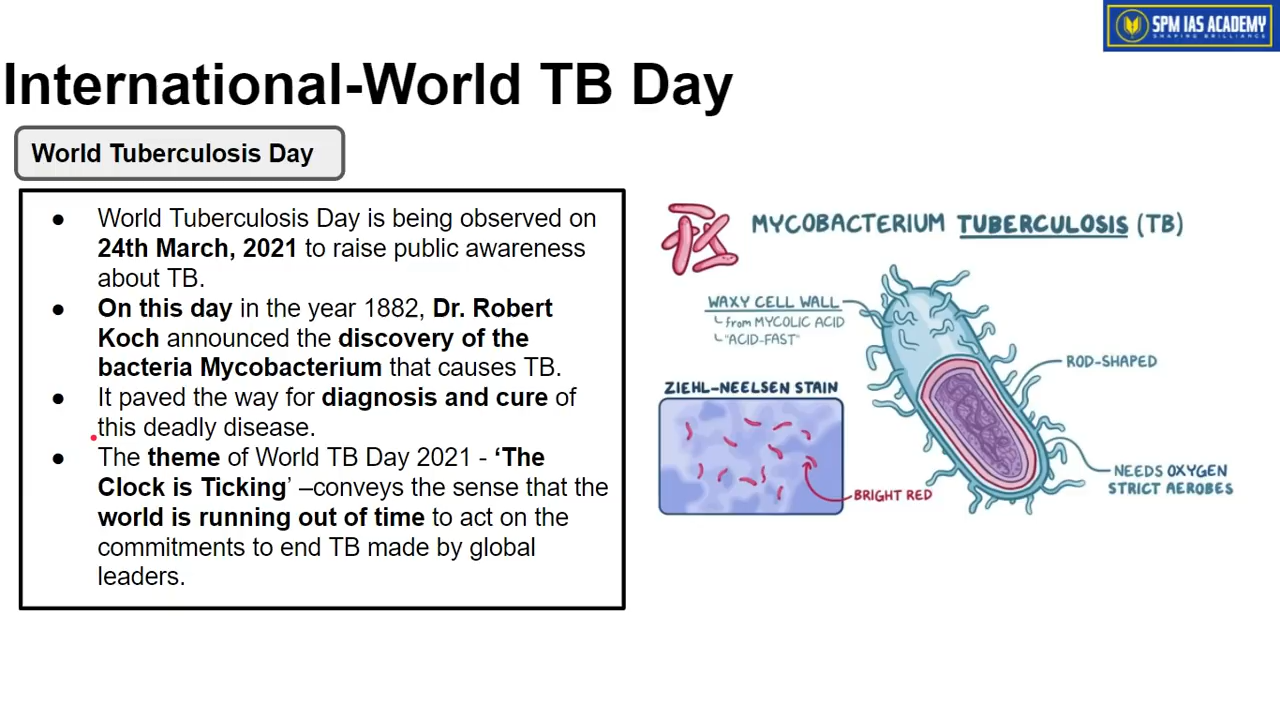 SPM IAS ACADEMY
SHAPING BRILLIANCE
International-World TB Day
World Tuberculosis Day
● World Tuberculosis Day is being observed on
24th March, 2021 to raise public awareness
about TB.
● On this day in the year 1882, Dr. Robert
Koch announced the discovery of the
bacteria Mycobacterium that causes TB.
● It paved the way for diagnosis and cure of
this deadly disease.
● The theme of World TB Day 2021 - ‘The
Clock is Ticking’ –conveys the sense that the
world is running out of time to act on the
commitments to end TB made by global
leaders.
MYCOBACTERIUM TUBERCULOSIS (TB)
WAXY CELL WALL
from MYCOLIC ACID
"ACID-FAST"
ROD-SHAPED
ZIEHL-NEELSEN STAIN
NEEDS OXYGEN
STRICT AEROBES
BRIGHT RED